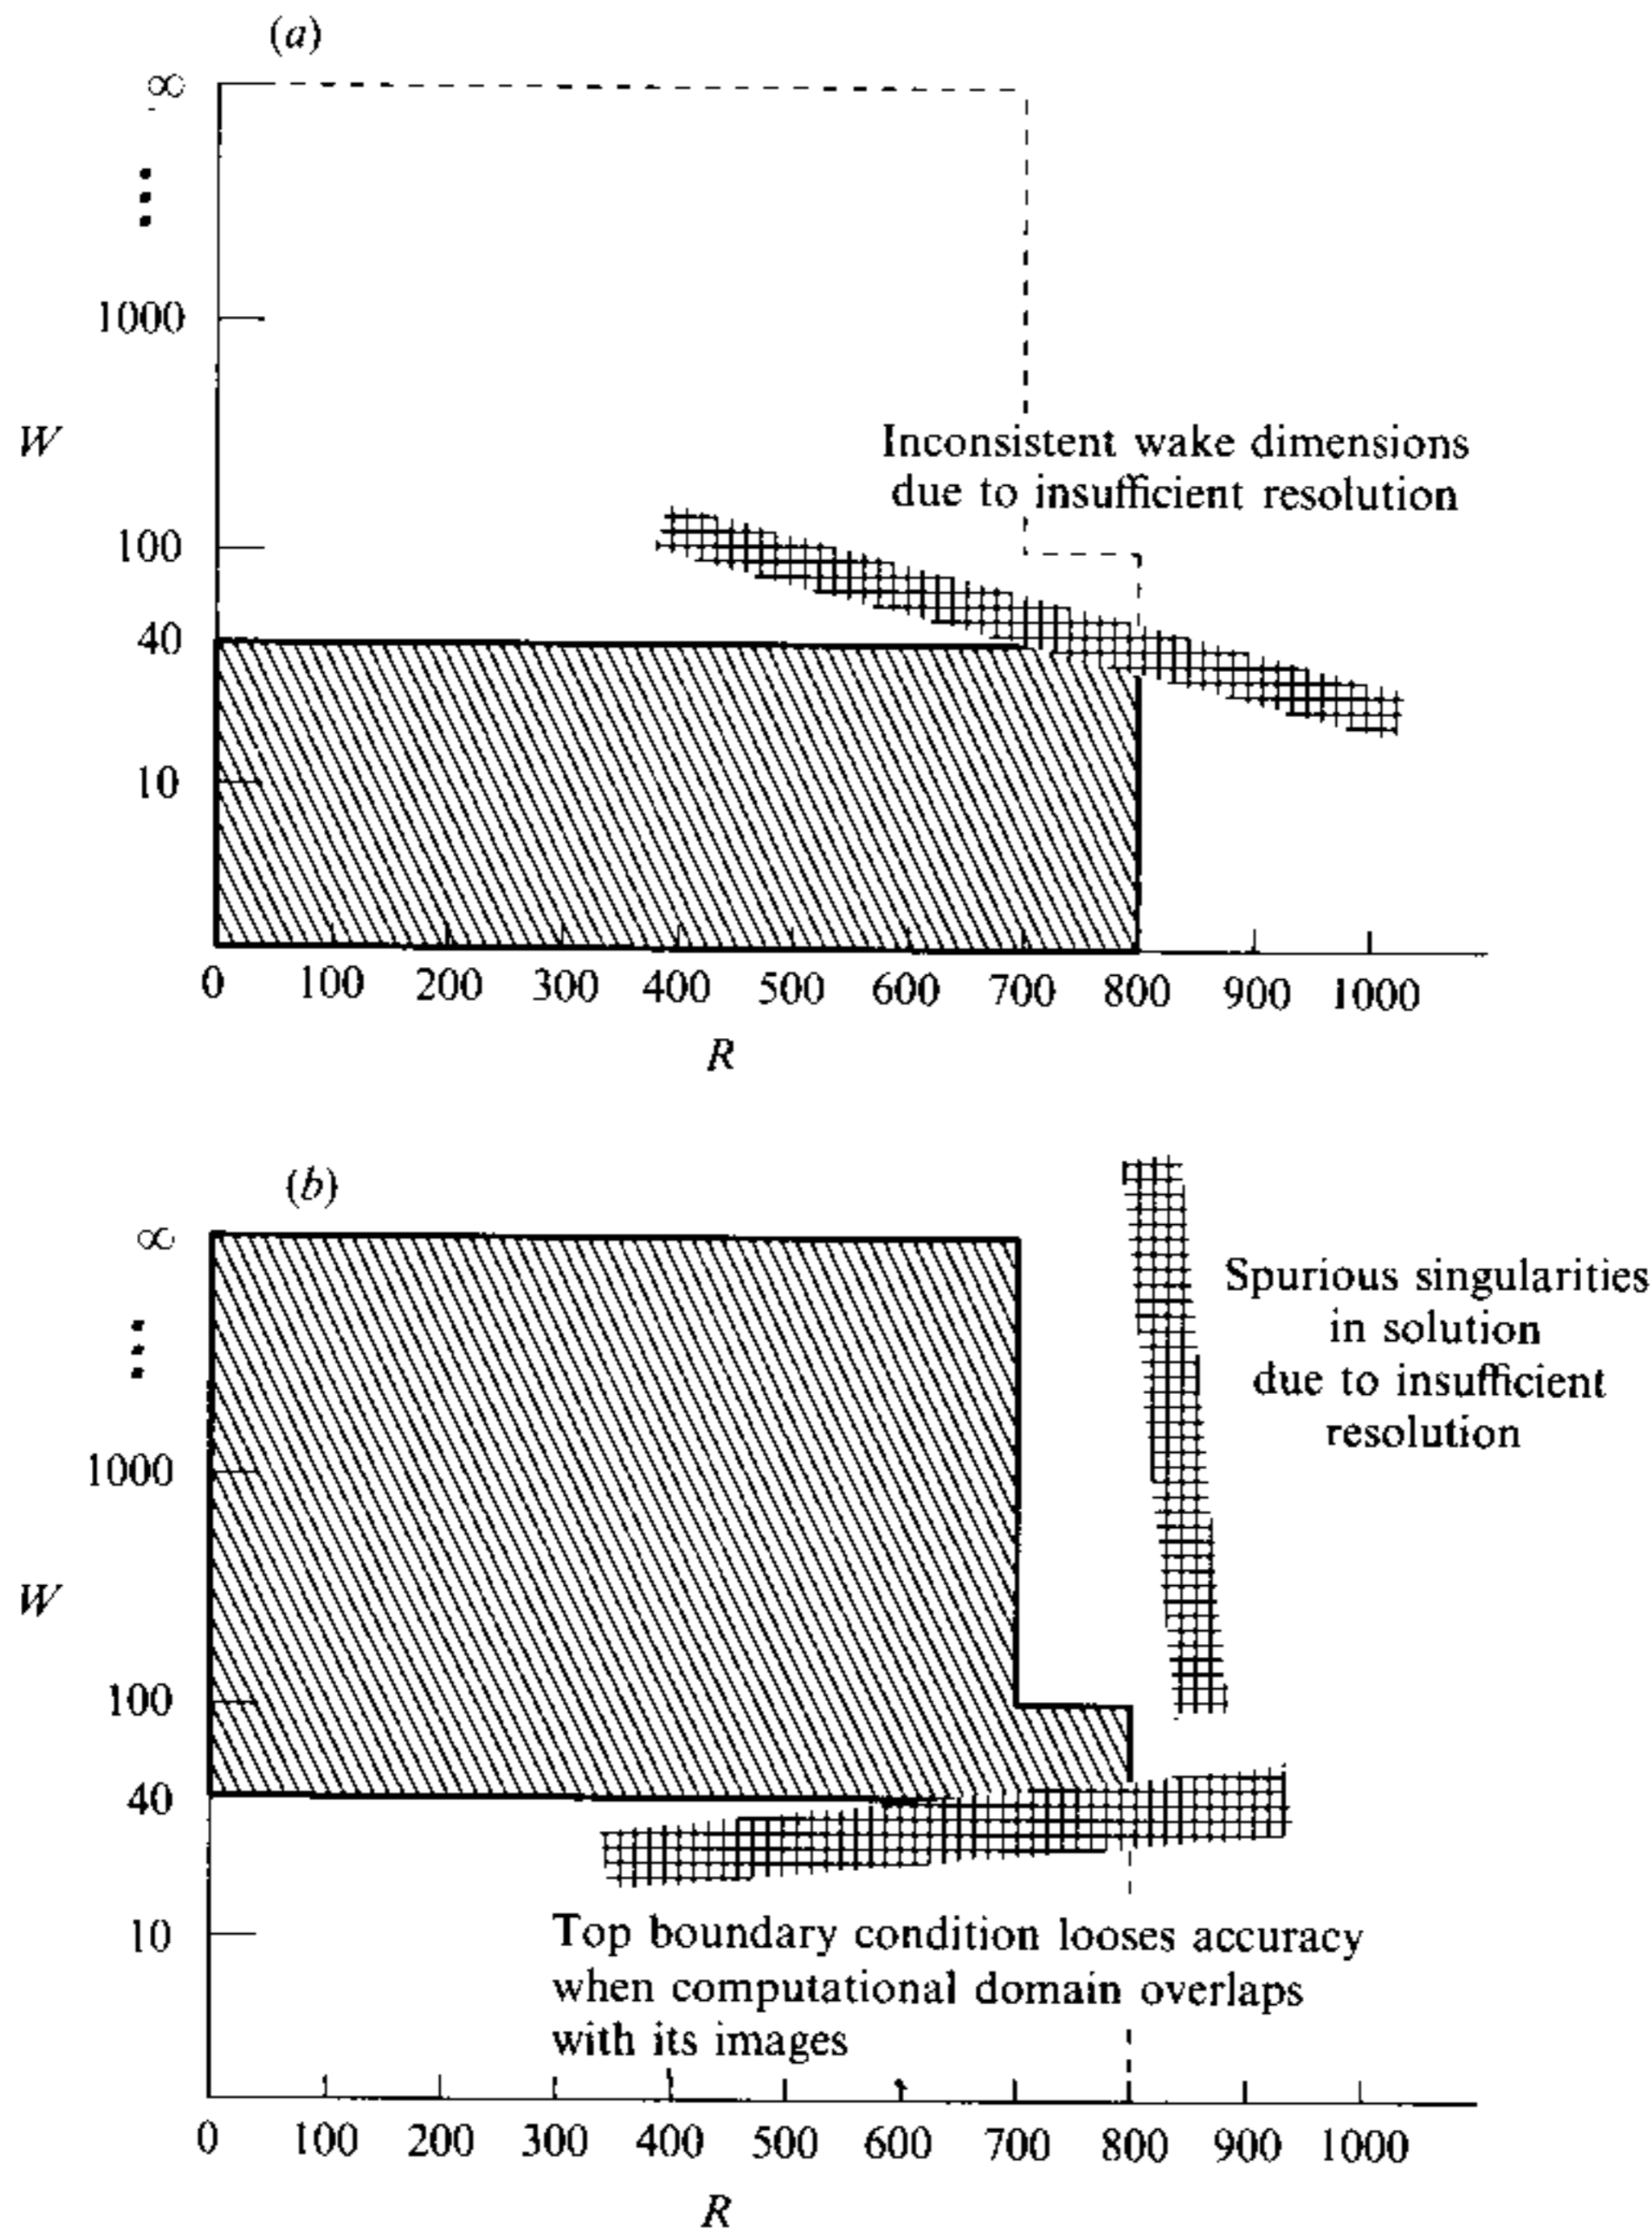 (a)
∞
1000
W
Inconsistent wake dimensions
due to insufficient resolution
100
40
10
0 100 200 300 400 500 600 700 800 900 1000
R
(b)
∞
Spurious singularities
in solution
due to insufficient
resolution
1000
W
100
40
10
Top boundary condition looses accuracy
when computational domain overlaps
with its images
0 100 200 300 400 500 600 700 800 900 1000
R